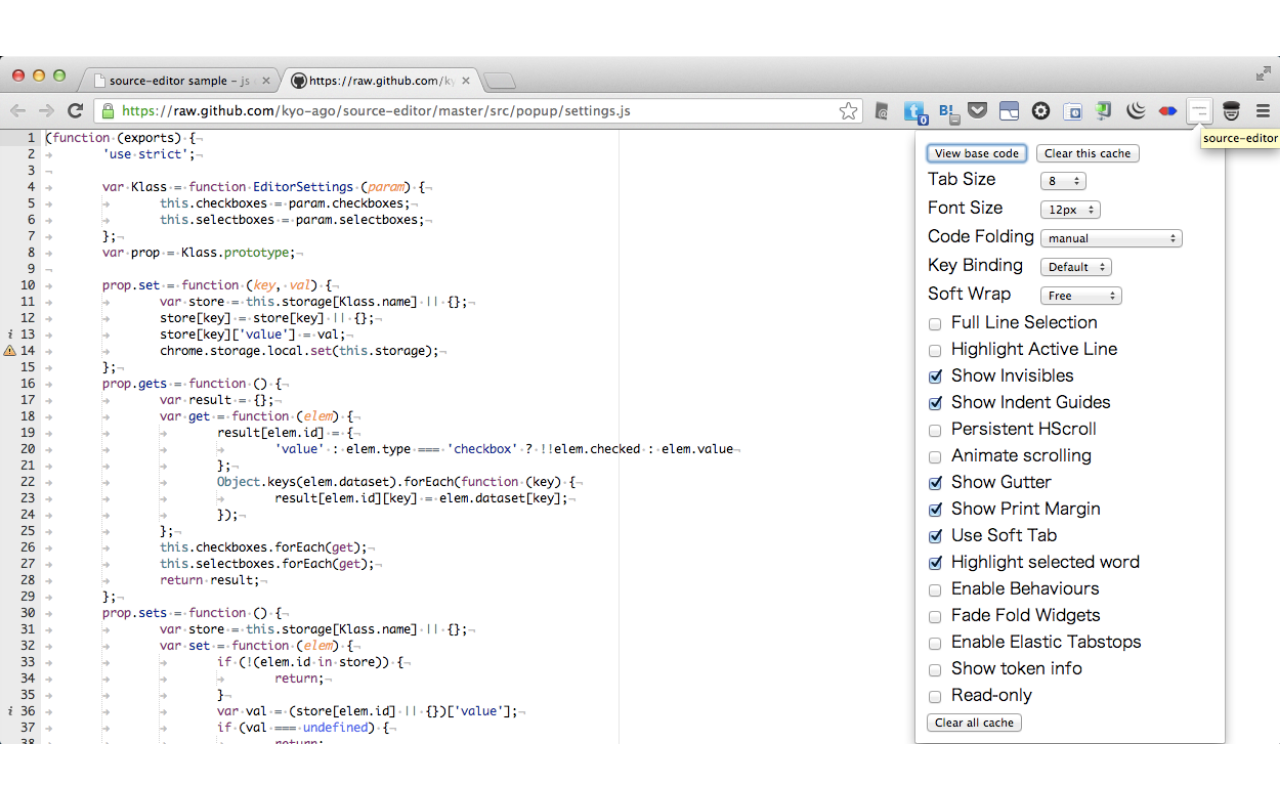 source-editor sample - js
https://raw.github.com/ky
https://raw.github.com/kyo-ago/source-editor/master/src/popup/settings.js
source-editor
1 (function (exports) {
2 'use strict';
3
4 var Klass = function EditorSettings (param) {
5 this.checkboxes = param.checkboxes;
6 this.selectboxes = param.selectboxes;
7 };
8 var prop = Klass.prototype;
9
10 prop.set = function (key, val) {
11 var store = this.storage[Klass.name] || {};
12 store[key] = store[key] || {};
13 store[key]['value'] = val;
14 chrome.storage.local.set(this.storage);
15 };
16 prop.gets = function () {
17 var result = {};
18 var get = function (elem) {
19 result[elem.id] = {
20 'value' : elem.type === 'checkbox' ? !!elem.checked : elem.value
21 };
22 Object.keys(elem.dataset).forEach(function (key) {
23 result[elem.id][key] = elem.dataset[key];
24 });
25 };
26 this.checkboxes.forEach(get);
27 this.selectboxes.forEach(get);
28 return result;
29 };
30 prop.sets = function () {
31 var store = this.storage[Klass.name] || {};
32 var set = function (elem) {
33 if (!(elem.id in store)) {
34 return;
35 }
36 var val = (store[elem.id] || {})['value'];
37 if (val === undefined) {
38 return;
View base code Clear this cache
Tab Size 8
Font Size 12px
Code Folding manual
Key Binding Default
Soft Wrap Free
Full Line Selection
Highlight Active Line
Show Invisibles
Show Indent Guides
Persistent HScroll
Animate scrolling
Show Gutter
Show Print Margin
Use Soft Tab
Highlight selected word
Enable Behaviours
Fade Fold Widgets
Enable Elastic Tabstops
Show token info
Read-only
Clear all cache